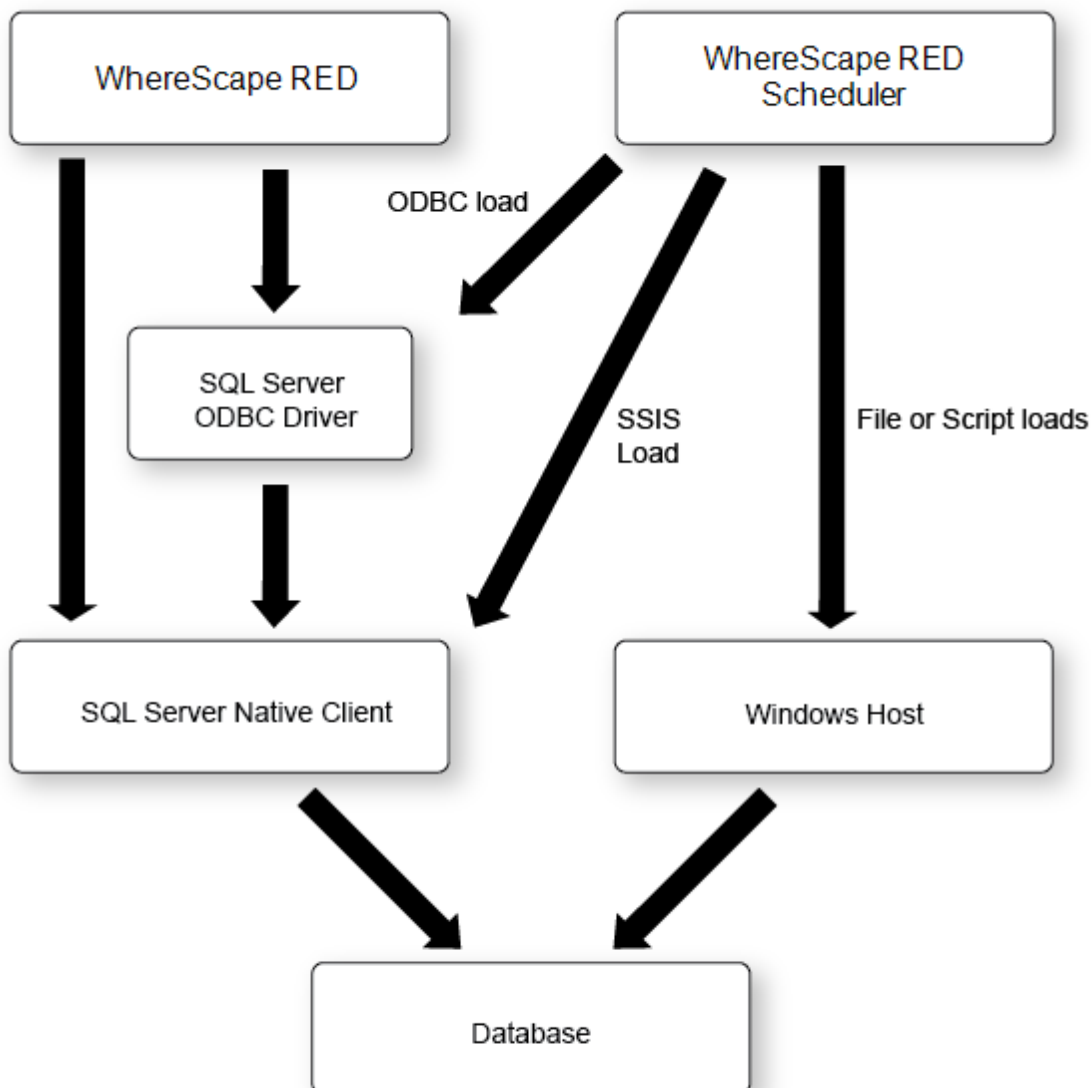 WhereScape RED
WhereScape RED
Scheduler
ODBC load
SQL Server
ODBC Driver
SSIS
Load
File or Script loads
SQL Server Native Client
Windows Host
Database